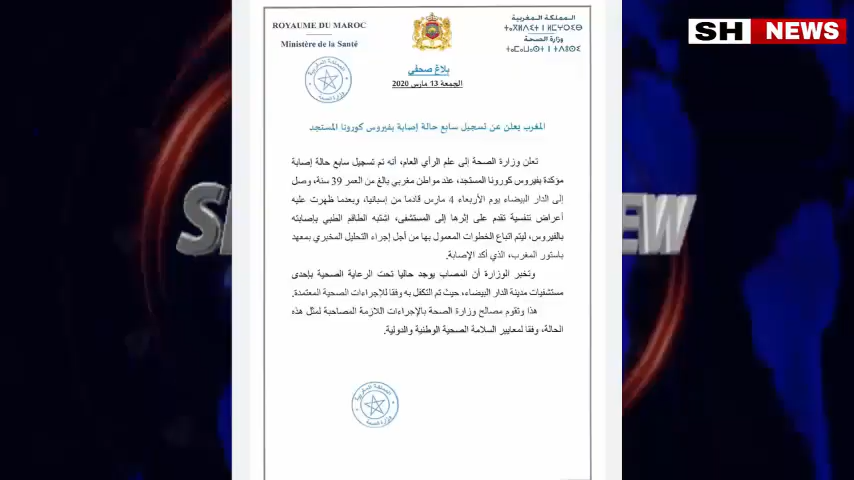 SH NEWS
ROYAUME DU MAROC
Ministère de la Santé
المملكة المغربية
ⵜⴰⴳⵍⴷⵉⵜ ⵏ ⵍⵎⵖⵔⵉⴱ
وزارة الصحة
ⵜⴰⵎⴰⵡⴰⵙⵜ ⵏ ⵜⴷⵓⵙⵉ
بلاغ صحفي
الجمعة 13 مارس 2020
المغرب يعلن عن تسجيل سابع حالة إصابة بفيروس كورونا المستجد
تعلن وزارة الصحة إلى علم الرأي العام، أنه تم تسجيل سابع حالة إصابة
مؤكدة بفيروس كورونا المستجد، عند مواطن مغربي بالغ من العمر 39 سنة، وصل
إلى الدار البيضاء يوم الأربعاء 4 مارس قادما من إسبانيا، وبعدما ظهرت عليه
أعراض تنفسية تقدم على إثرها إلى المستشفى، اشتبه الطاقم الطبي بإصابته
بالفيروس، ليتم اتباع الخطوات المعمول بها من أجل إجراء التحليل المخبري بمعهد
باستور المغرب، الذي أكد الإصابة.
وتخبر الوزارة أن المصاب يوجد حاليا تحت الرعاية الصحية بإحدى
مستشفيات مدينة الدار البيضاء، حيث تم التكفل به وفقا للإجراءات الصحية المعتمدة.
هذا وتقوم مصالح وزارة الصحة بالإجراءات اللازمة المصاحبة لمثل هذه
الحالة، وفقا لمعايير السلامة الصحية الوطنية والدولية.